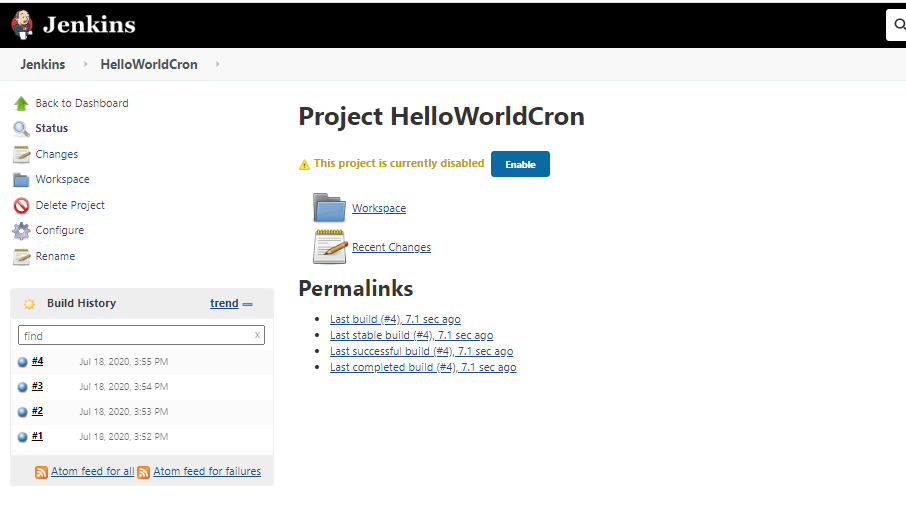 Jenkins
Jenkins HelloWorldCron
Back to Dashboard
Status
Changes
Workspace
Delete Project
Configure
Rename
Build History trend
find x
#4 Jul 18, 2020, 3:55 PM
#3 Jul 18, 2020, 3:54 PM
#2 Jul 18, 2020, 3:53 PM
#1 Jul 18, 2020, 3:52 PM
Atom feed for all Atom feed for failures
Project HelloWorldCron
This project is currently disabled Enable
Workspace
Recent Changes
Permalinks
Last build (#4), 7.1 sec ago
Last stable build (#4), 7.1 sec ago
Last successful build (#4), 7.1 sec ago
Last completed build (#4), 7.1 sec ago